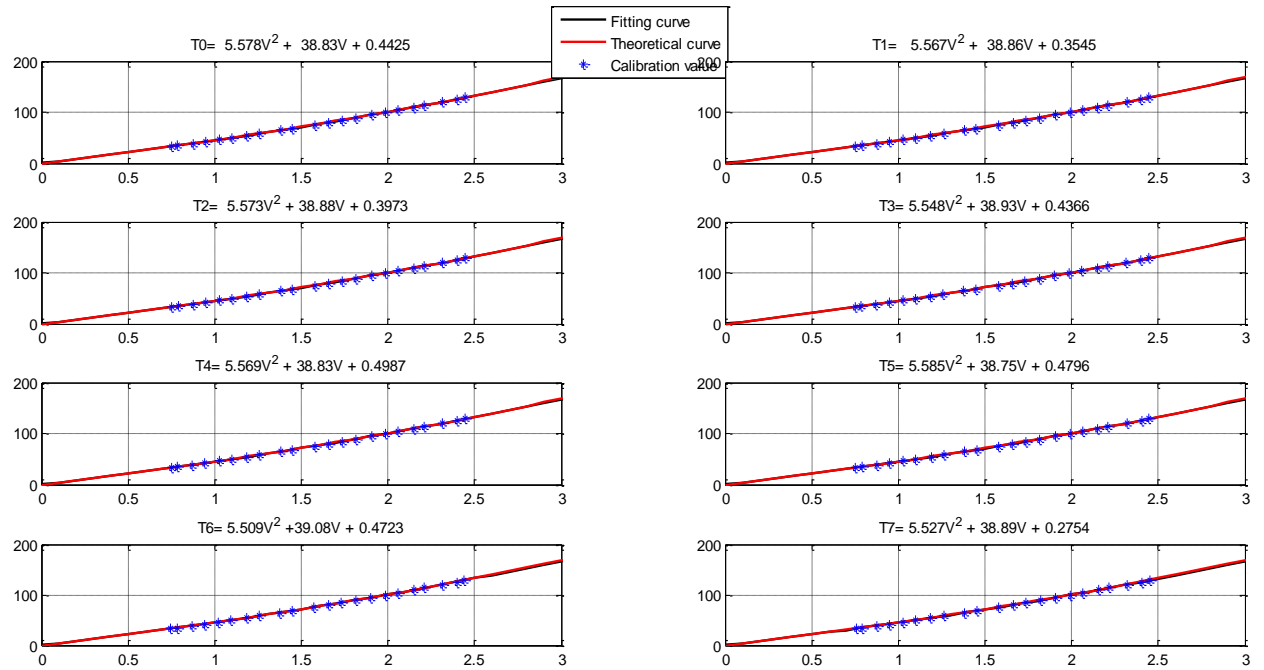 Fitting curve
Theoretical curve
Calibration value
T0= 5.578V² + 38.83V + 0.4425
200
100
0
0 0.5 1 1.5 2 2.5 3
T1= 5.567V² + 38.86V + 0.3545
200
100
0
0 0.5 1 1.5 2 2.5 3
T2= 5.573V² + 38.88V + 0.3973
200
100
0
0 0.5 1 1.5 2 2.5 3
T3= 5.548V² + 38.93V + 0.4366
200
100
0
0 0.5 1 1.5 2 2.5 3
T4= 5.569V² + 38.83V + 0.4987
200
100
0
0 0.5 1 1.5 2 2.5 3
T5= 5.585V² + 38.75V + 0.4796
200
100
0
0 0.5 1 1.5 2 2.5 3
T6= 5.509V² +39.08V + 0.4723
200
100
0
0 0.5 1 1.5 2 2.5 3
T7= 5.527V² + 38.89V + 0.2754
200
100
0
0 0.5 1 1.5 2 2.5 3